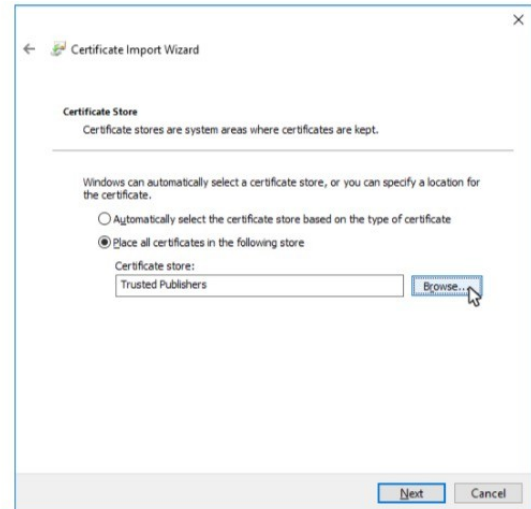 Certificate Import Wizard
Certificate Store
Certificate stores are system areas where certificates are kept.
Windows can automatically select a certificate store, or you can specify a location for
the certificate.
Automatically select the certificate store based on the type of certificate
Place all certificates in the following store
Certificate store:
Trusted Publishers
Browse...
Next
Cancel